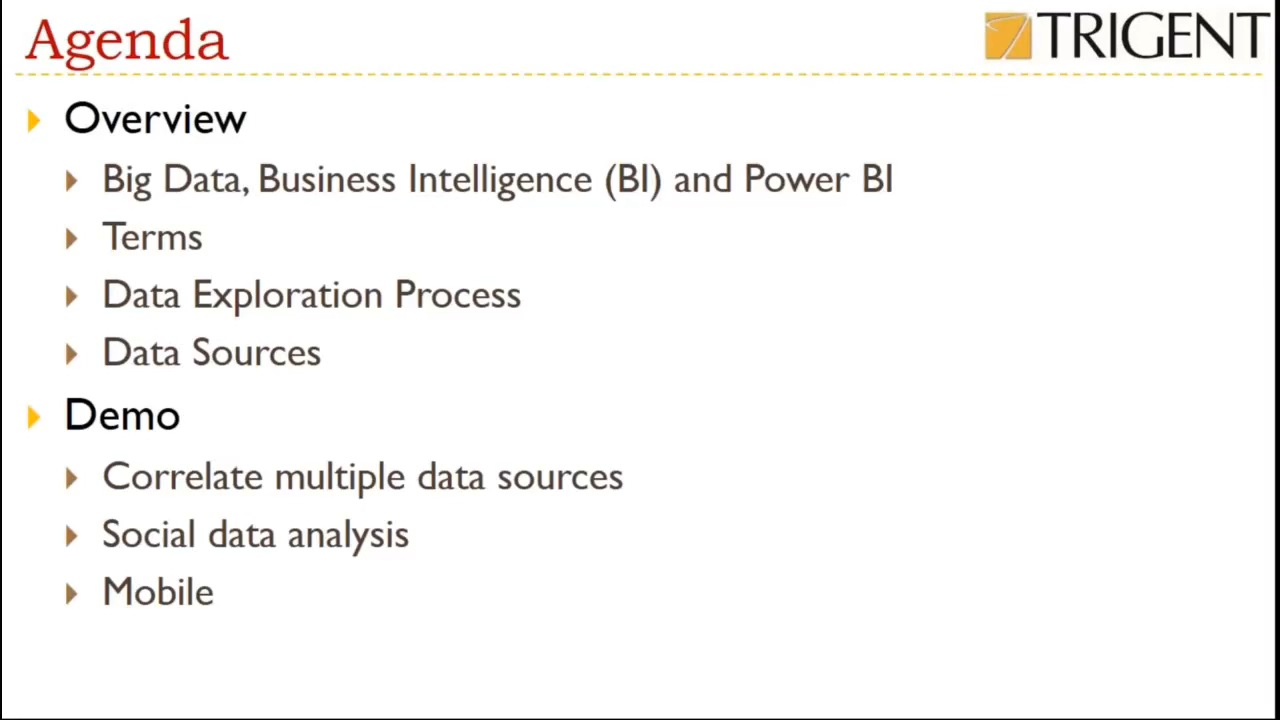 Agenda
TRIGENT
Overview
Big Data, Business Intelligence (BI) and Power BI
Terms
Data Exploration Process
Data Sources
Demo
Correlate multiple data sources
Social data analysis
Mobile